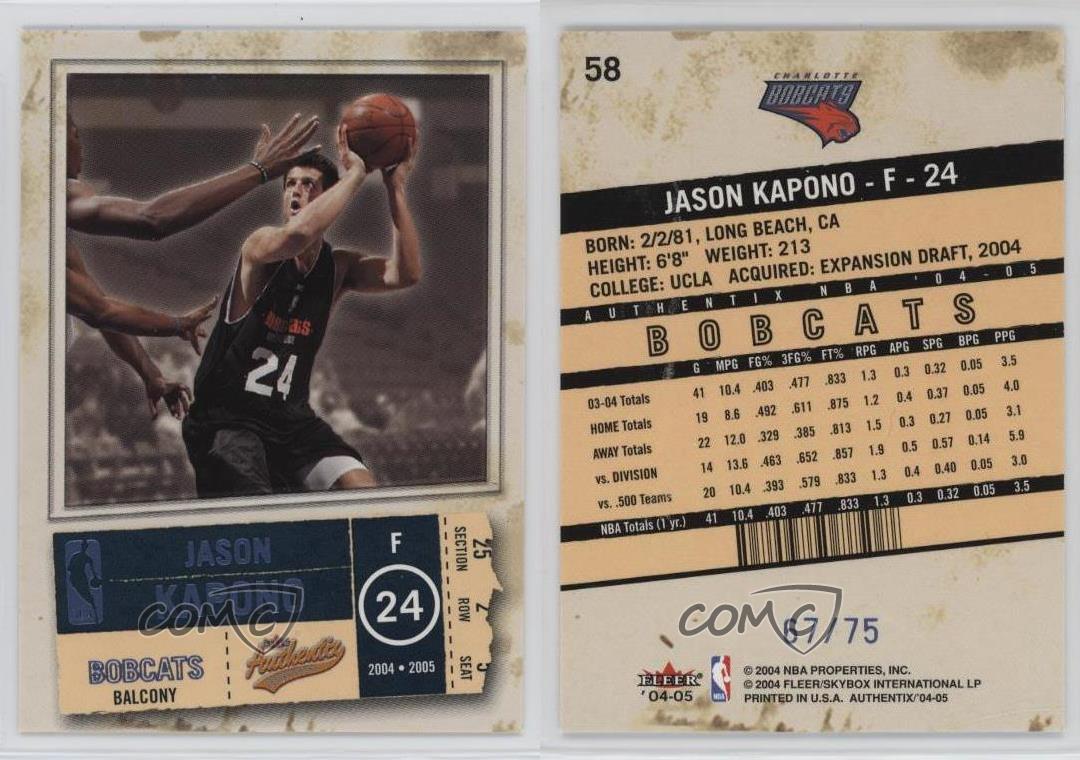 Bobcats
24
JASON
KAPONO
BOBCATS
BALCONY
Fleer
Authentix
F
24
2004 • 2005
SECTION ROW SEAT
25 2
COMC
58
CHARLOTTE
BOBCATS
JASON KAPONO - F - 24
BORN: 2/2/81, LONG BEACH, CA
HEIGHT: 6'8" WEIGHT: 213
COLLEGE: UCLA ACQUIRED: EXPANSION DRAFT, 2004
AUTHENTIX NBA '04-05
BOBCATS
G MPG FG% 3FG% FT% RPG APG SPG BPG PPG
03-04 Totals 41 10.4 .403 .477 .833 1.3 0.3 0.32 0.05 3.5
HOME Totals 19 8.6 .492 .611 .875 1.2 0.4 0.37 0.05 4.0
AWAY Totals 22 12.0 .329 .385 .813 1.5 0.3 0.27 0.05 3.1
vs. DIVISION 14 13.6 .463 .652 .857 1.9 0.5 0.57 0.14 5.9
vs. .500 Teams 20 10.4 .393 .579 .833 1.3 0.4 0.40 0.05 3.0
NBA Totals (1 yr.) 41 10.4 .403 .477 .833 1.3 0.3 0.32 0.05 3.5
67/75
COMC
FLEER
'04-05
NBA
© 2004 NBA PROPERTIES, INC.
© 2004 FLEER/SKYBOX INTERNATIONAL LP
PRINTED IN U.S.A. AUTHENTIX/'04-05